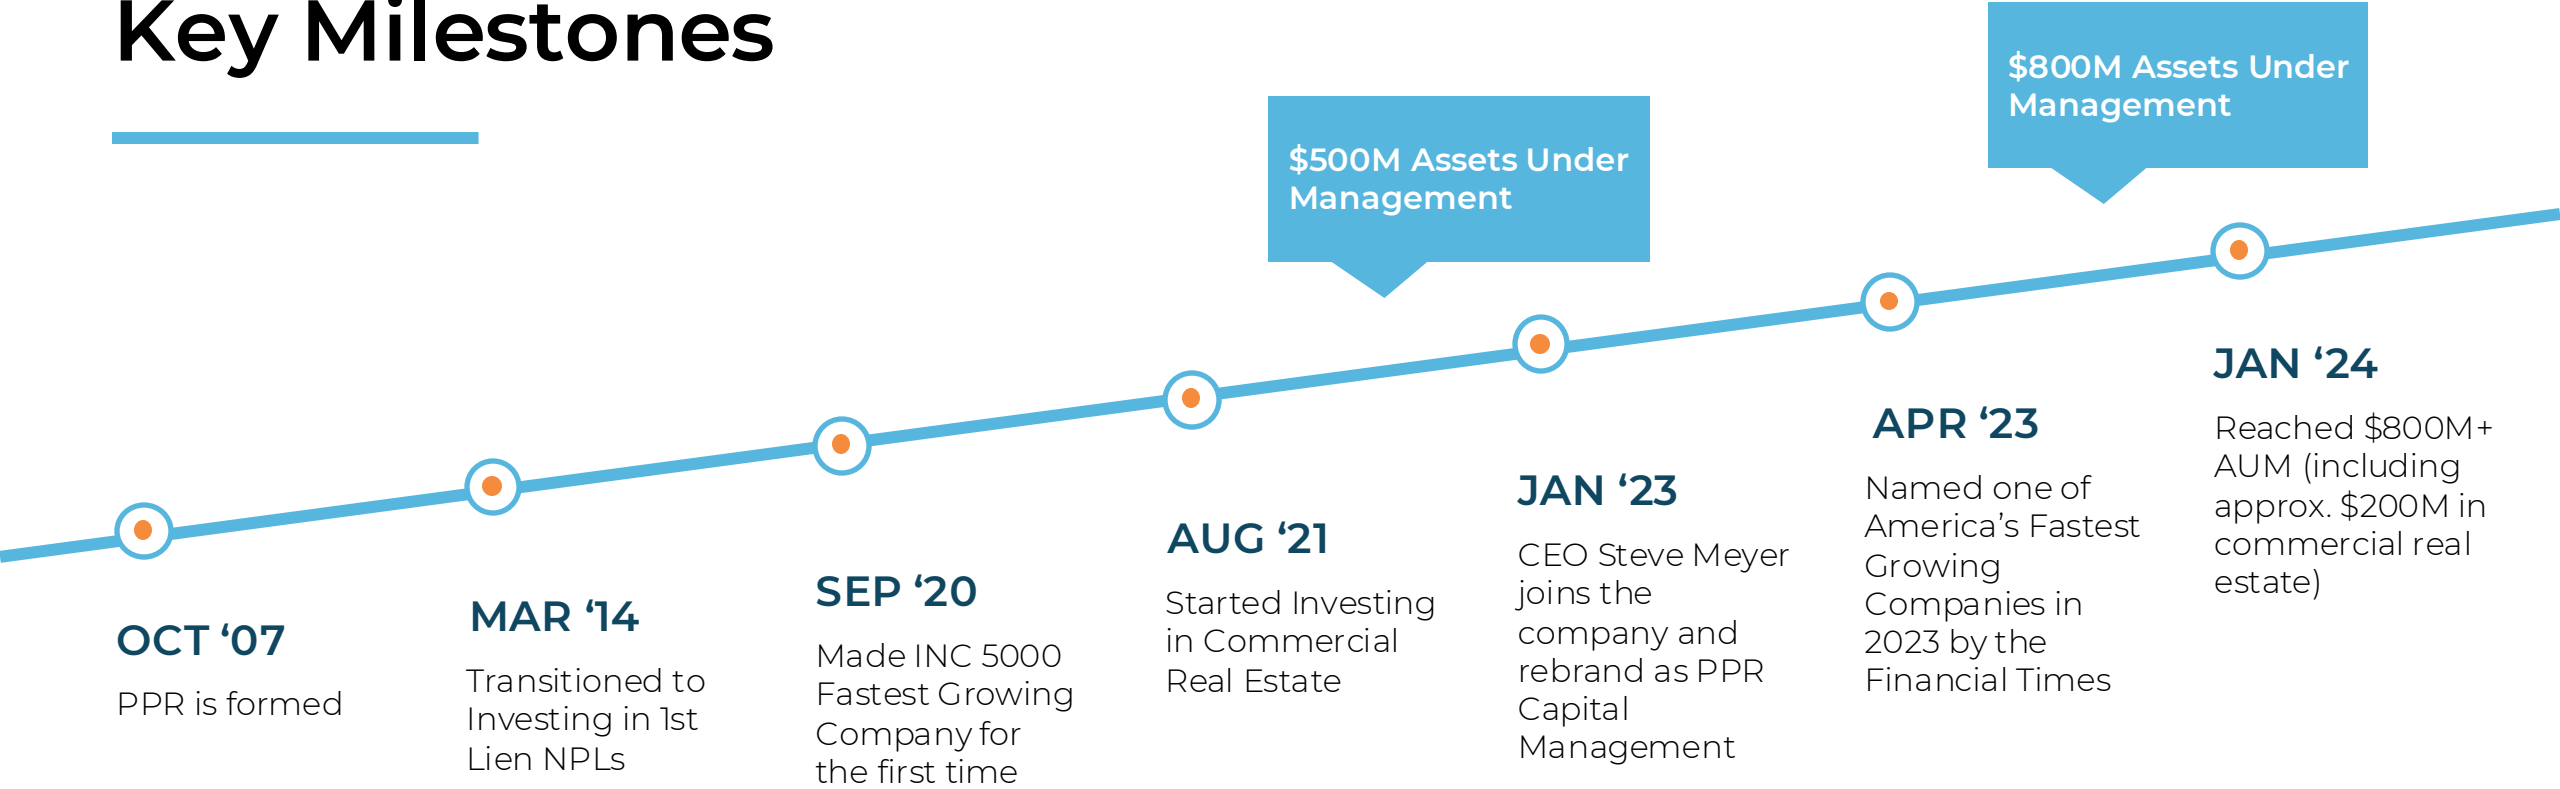 Key Milestones
$500M Assets Under
Management
$800M Assets Under
Management
OCT ‘07
PPR is formed
MAR ‘14
Transitioned to
Investing in 1st
Lien NPLs
SEP ‘20
Made INC 5000
Fastest Growing
Company for
the first time
AUG ‘21
Started Investing
in Commercial
Real Estate
JAN ‘23
CEO Steve Meyer
joins the
company and
rebrand as PPR
Capital
Management
APR ‘23
Named one of
America’s Fastest
Growing
Companies in
2023 by the
Financial Times
JAN ‘24
Reached $800M+
AUM (including
approx. $200M in
commercial real
estate)